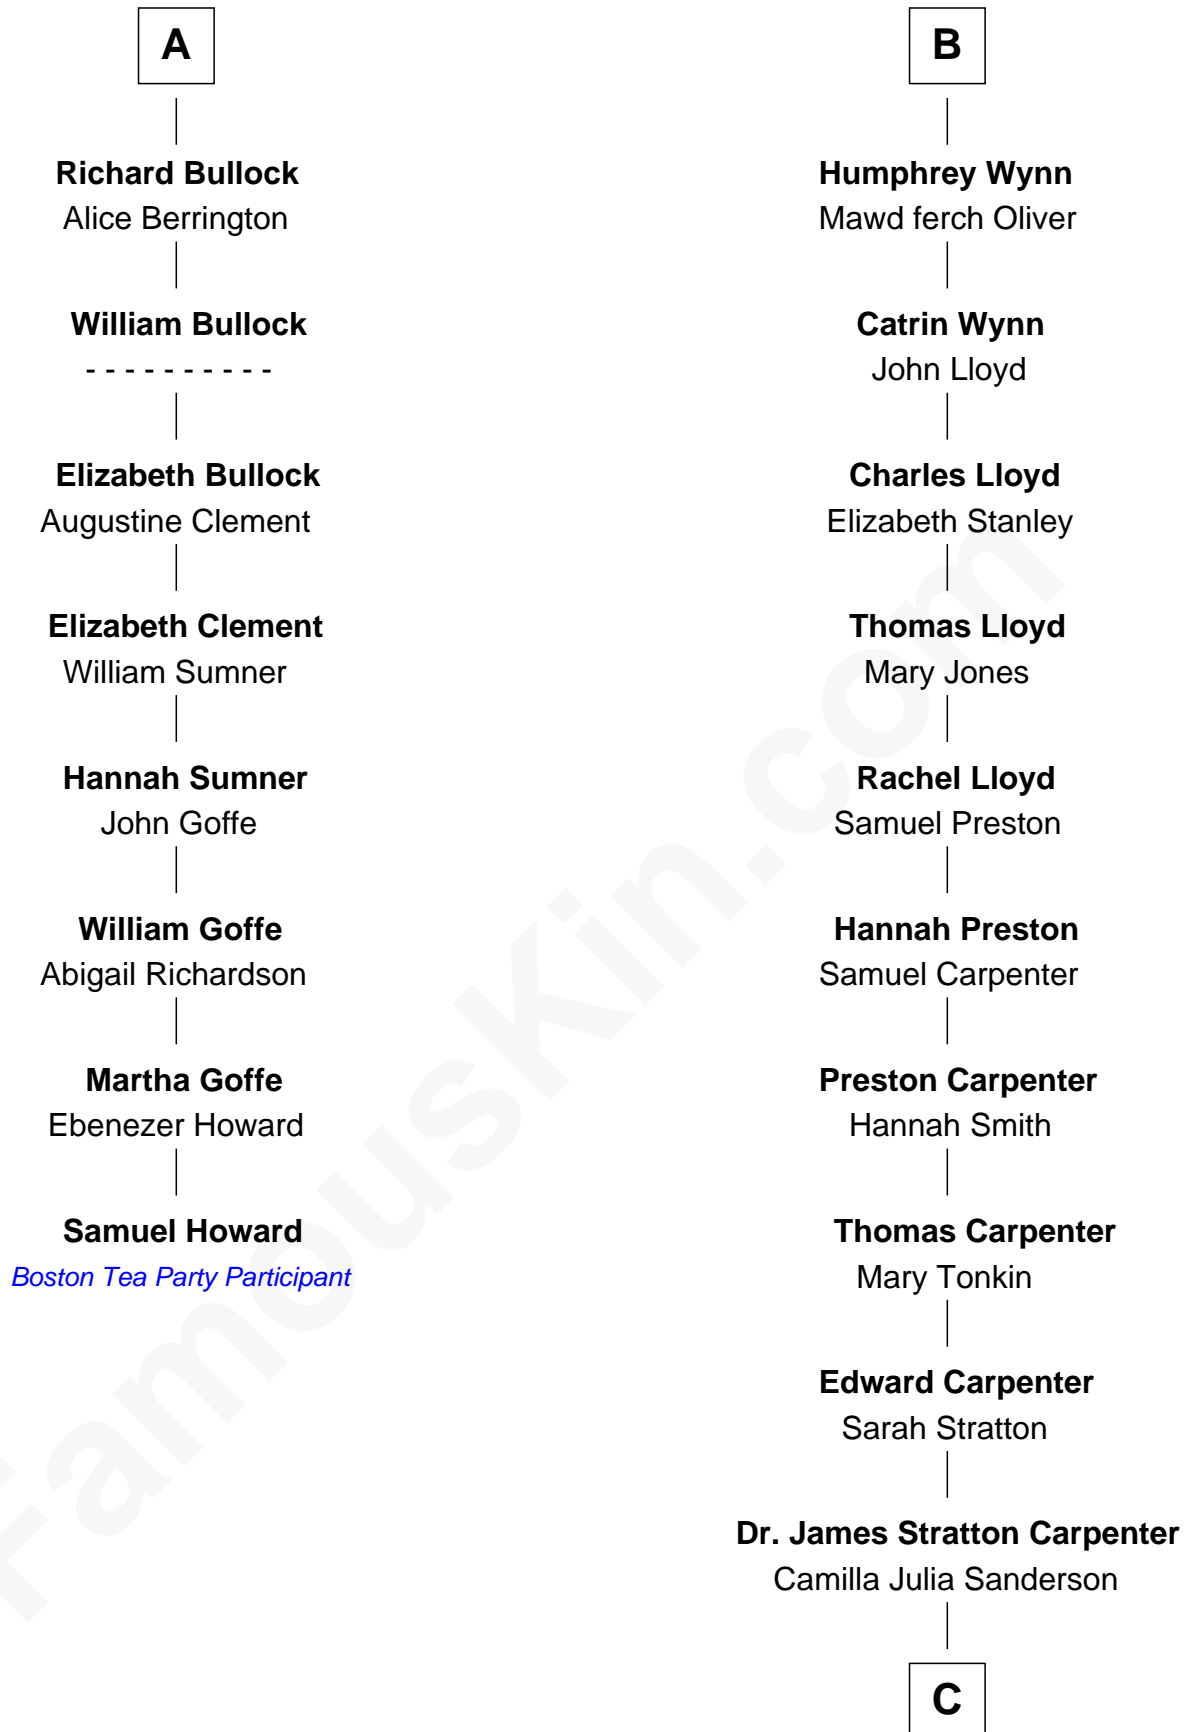 A
Richard Bullock
Alice Berrington
William Bullock
- - - - - - - - - -
Elizabeth Bullock
Augustine Clement
Elizabeth Clement
William Sumner
Hannah Sumner
John Goffe
William Goffe
Abigail Richardson
Martha Goffe
Ebenezer Howard
Samuel Howard
Boston Tea Party Participant
B
Humphrey Wynn
Mawd ferch Oliver
Catrin Wynn
John Lloyd
Charles Lloyd
Elizabeth Stanley
Thomas Lloyd
Mary Jones
Rachel Lloyd
Samuel Preston
Hannah Preston
Samuel Carpenter
Preston Carpenter
Hannah Smith
Thomas Carpenter
Mary Tonkin
Edward Carpenter
Sarah Stratton
Dr. James Stratton Carpenter
Camilla Julia Sanderson
C
FamousKin.com